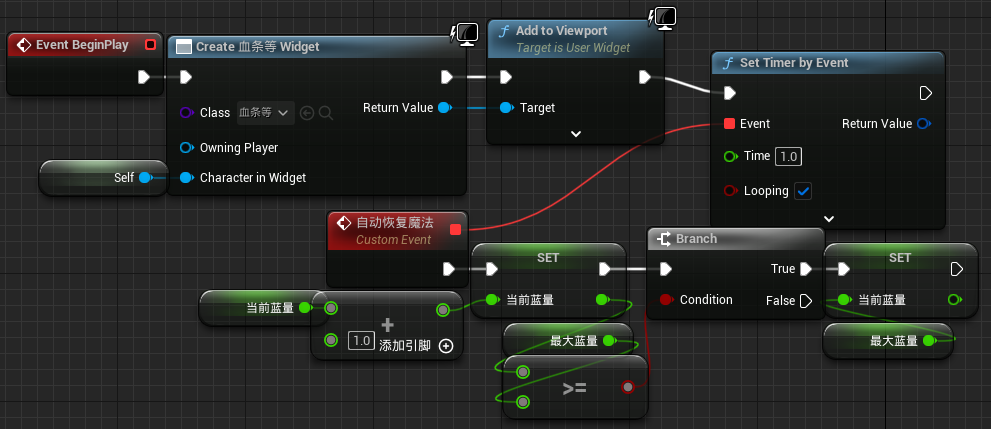 Event BeginPlay
Create 血条等 Widget
Class
血条等
Return Value
Owning Player
Character in Widget
Self
Add to Viewport
Target is User Widget
Target
Set Timer by Event
Event
Return Value
Time
1.0
Looping
自动恢复魔法
Custom Event
当前蓝量
1.0
添加引脚
SET
当前蓝量
最大蓝量
>=
Branch
True
Condition
False
SET
当前蓝量
最大蓝量